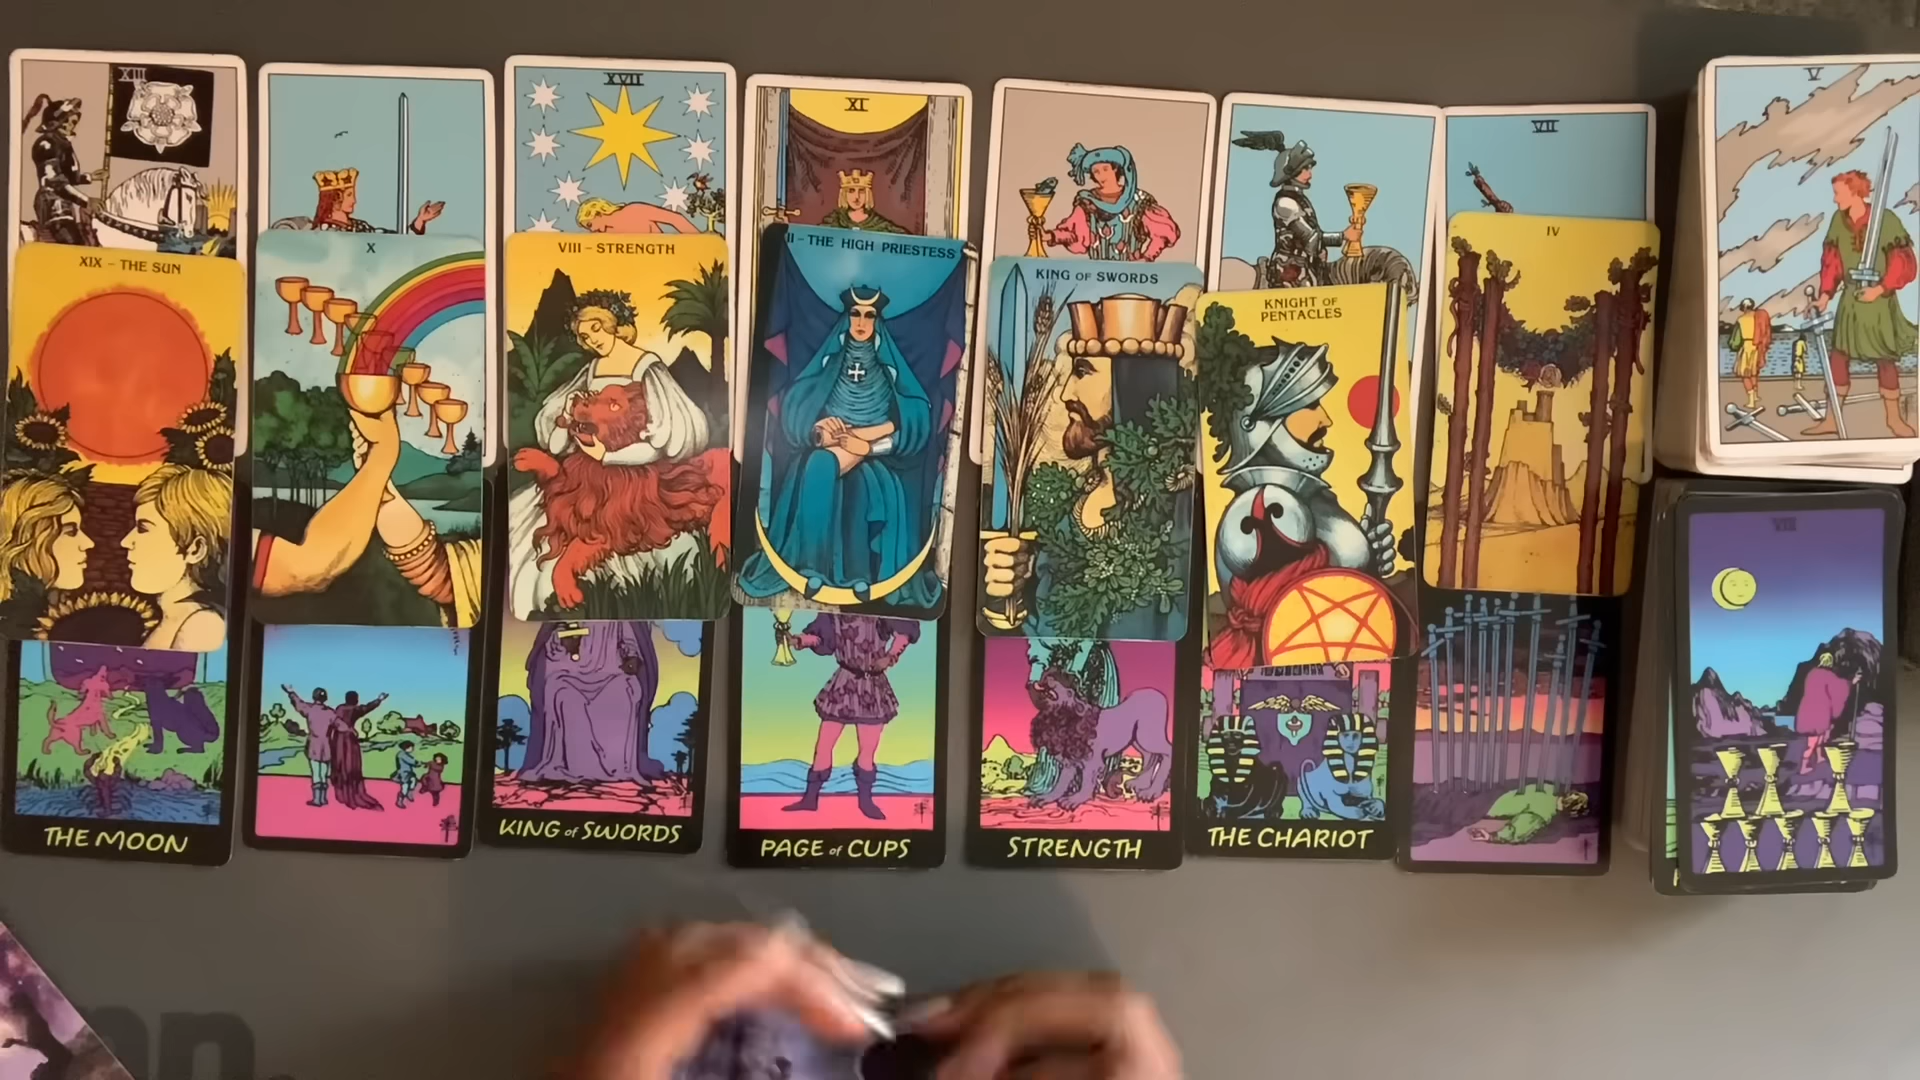 XIII
XVII
XI
VII
V
XIX – THE SUN
X
VIII – STRENGTH
II – THE HIGH PRIESTESS
KING OF SWORDS
KNIGHT OF
PENTACLES
IV
VIII
THE MOON
KING of SWORDS
PAGE of CUPS
STRENGTH
THE CHARIOT